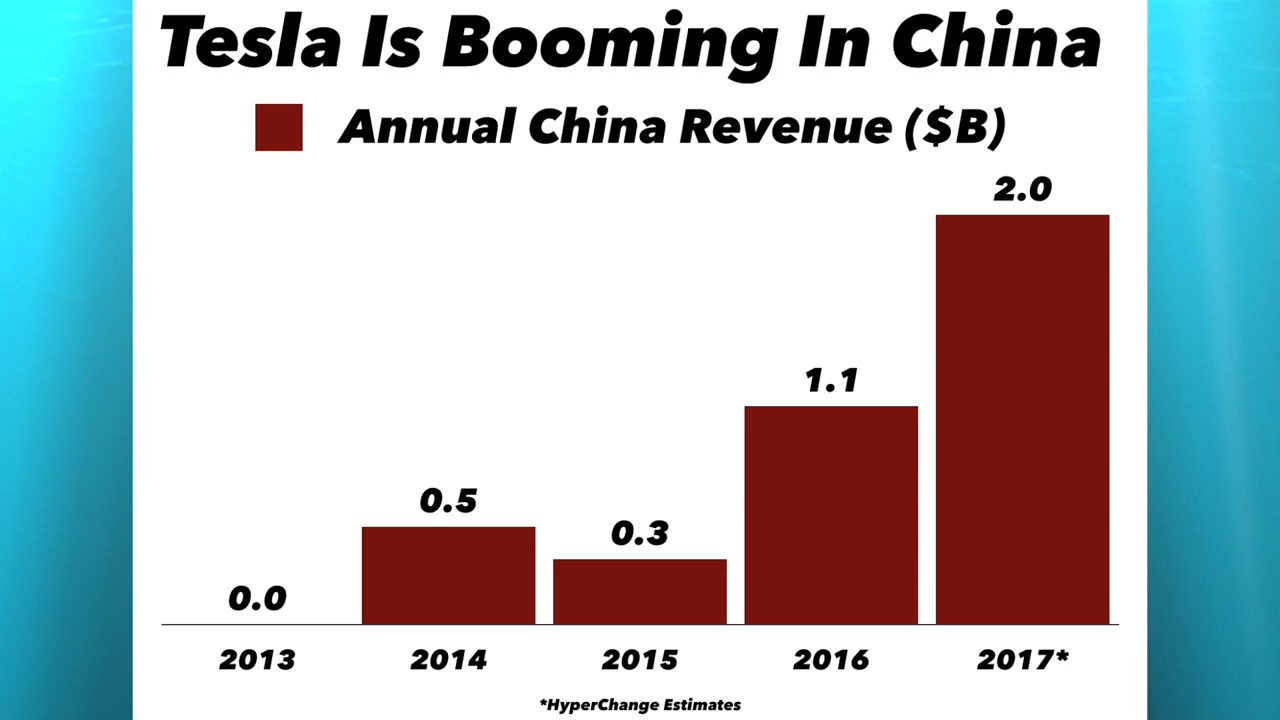 Tesla Is Booming In China
Annual China Revenue ($B)
2.0
1.1
0.5
0.3
0.0
2013 2014 2015 2016 2017*
*HyperChange Estimates